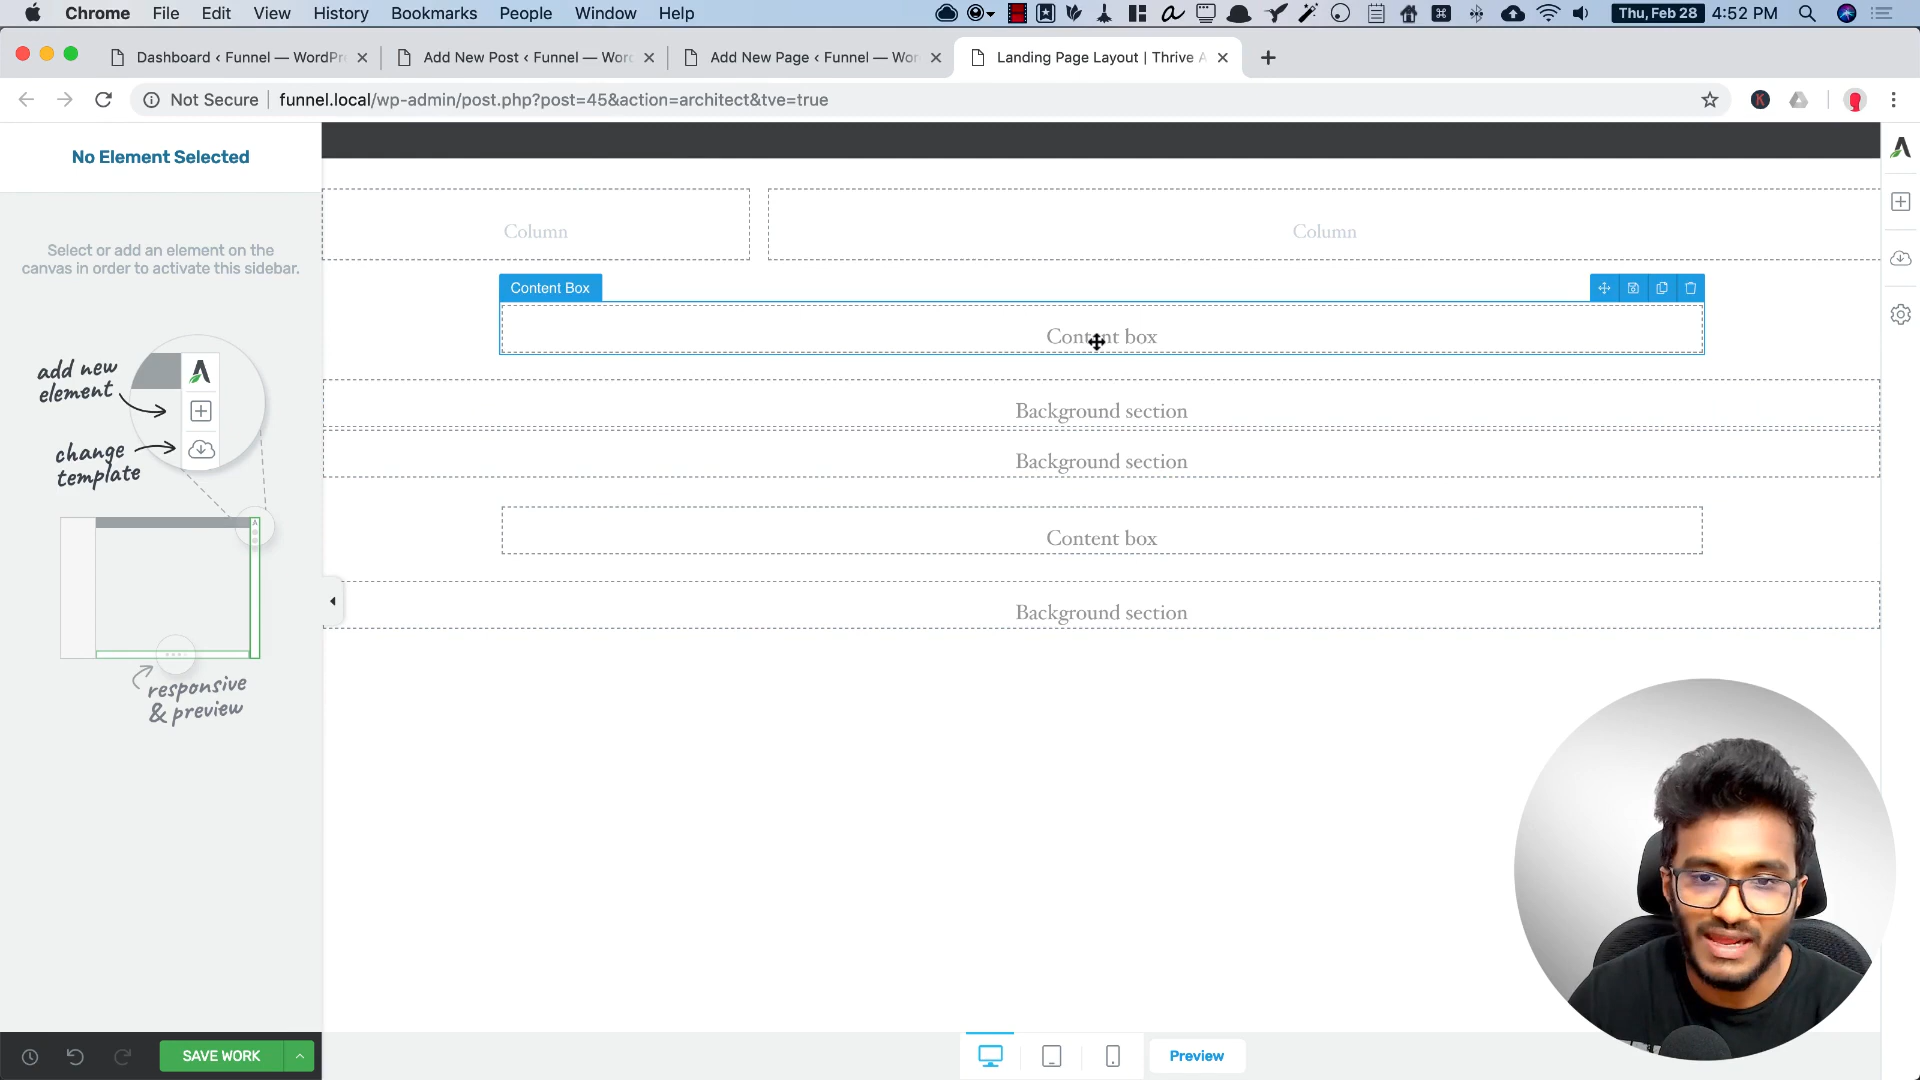 Chrome File Edit View History Bookmarks People Window Help
Thu, Feb 28 4:52 PM
Dashboard ‹ Funnel — WordPr
Add New Post ‹ Funnel — Wor
Add New Page ‹ Funnel — Wor
Landing Page Layout | Thrive A
Not Secure funnel.local/wp-admin/post.php?post=45&action=architect&tve=true
No Element Selected
Select or add an element on the
canvas in order to activate this sidebar.
add new
element
change
template
responsive
& preview
SAVE WORK
Column
Column
Content Box
Content box
Background section
Background section
Content box
Background section
Preview